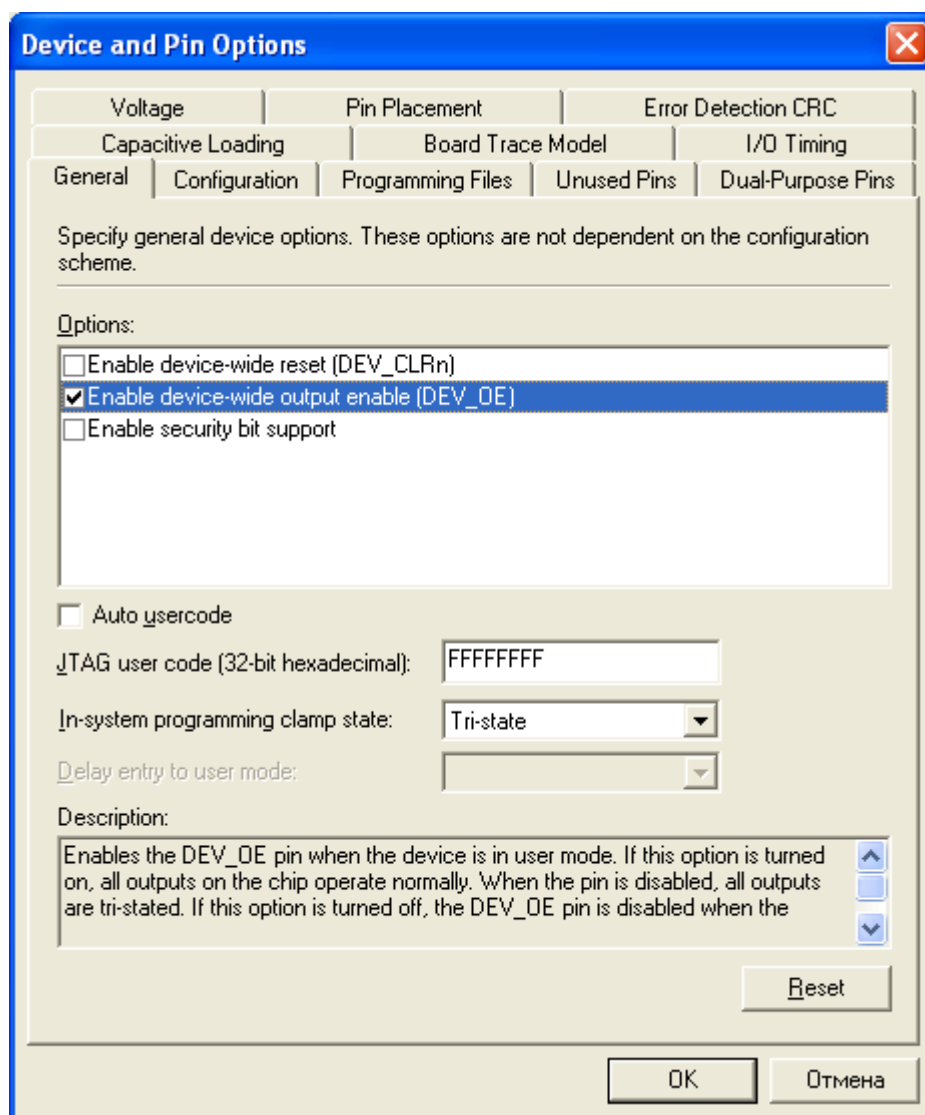 Device and Pin Options
Voltage Pin Placement Error Detection CRC
Capacitive Loading Board Trace Model I/O Timing
General Configuration Programming Files Unused Pins Dual-Purpose Pins
Specify general device options. These options are not dependent on the configuration
scheme.
Options:
Enable device-wide reset (DEV_CLRn)
Enable device-wide output enable (DEV_OE)
Enable security bit support
Auto usercode
JTAG user code (32-bit hexadecimal): FFFFFFFF
In-system programming clamp state: Tri-state
Delay entry to user mode:
Description:
Enables the DEV_OE pin when the device is in user mode. If this option is turned
on, all outputs on the chip operate normally. When the pin is disabled, all outputs
are tri-stated. If this option is turned off, the DEV_OE pin is disabled when the
Reset
OK Отмена